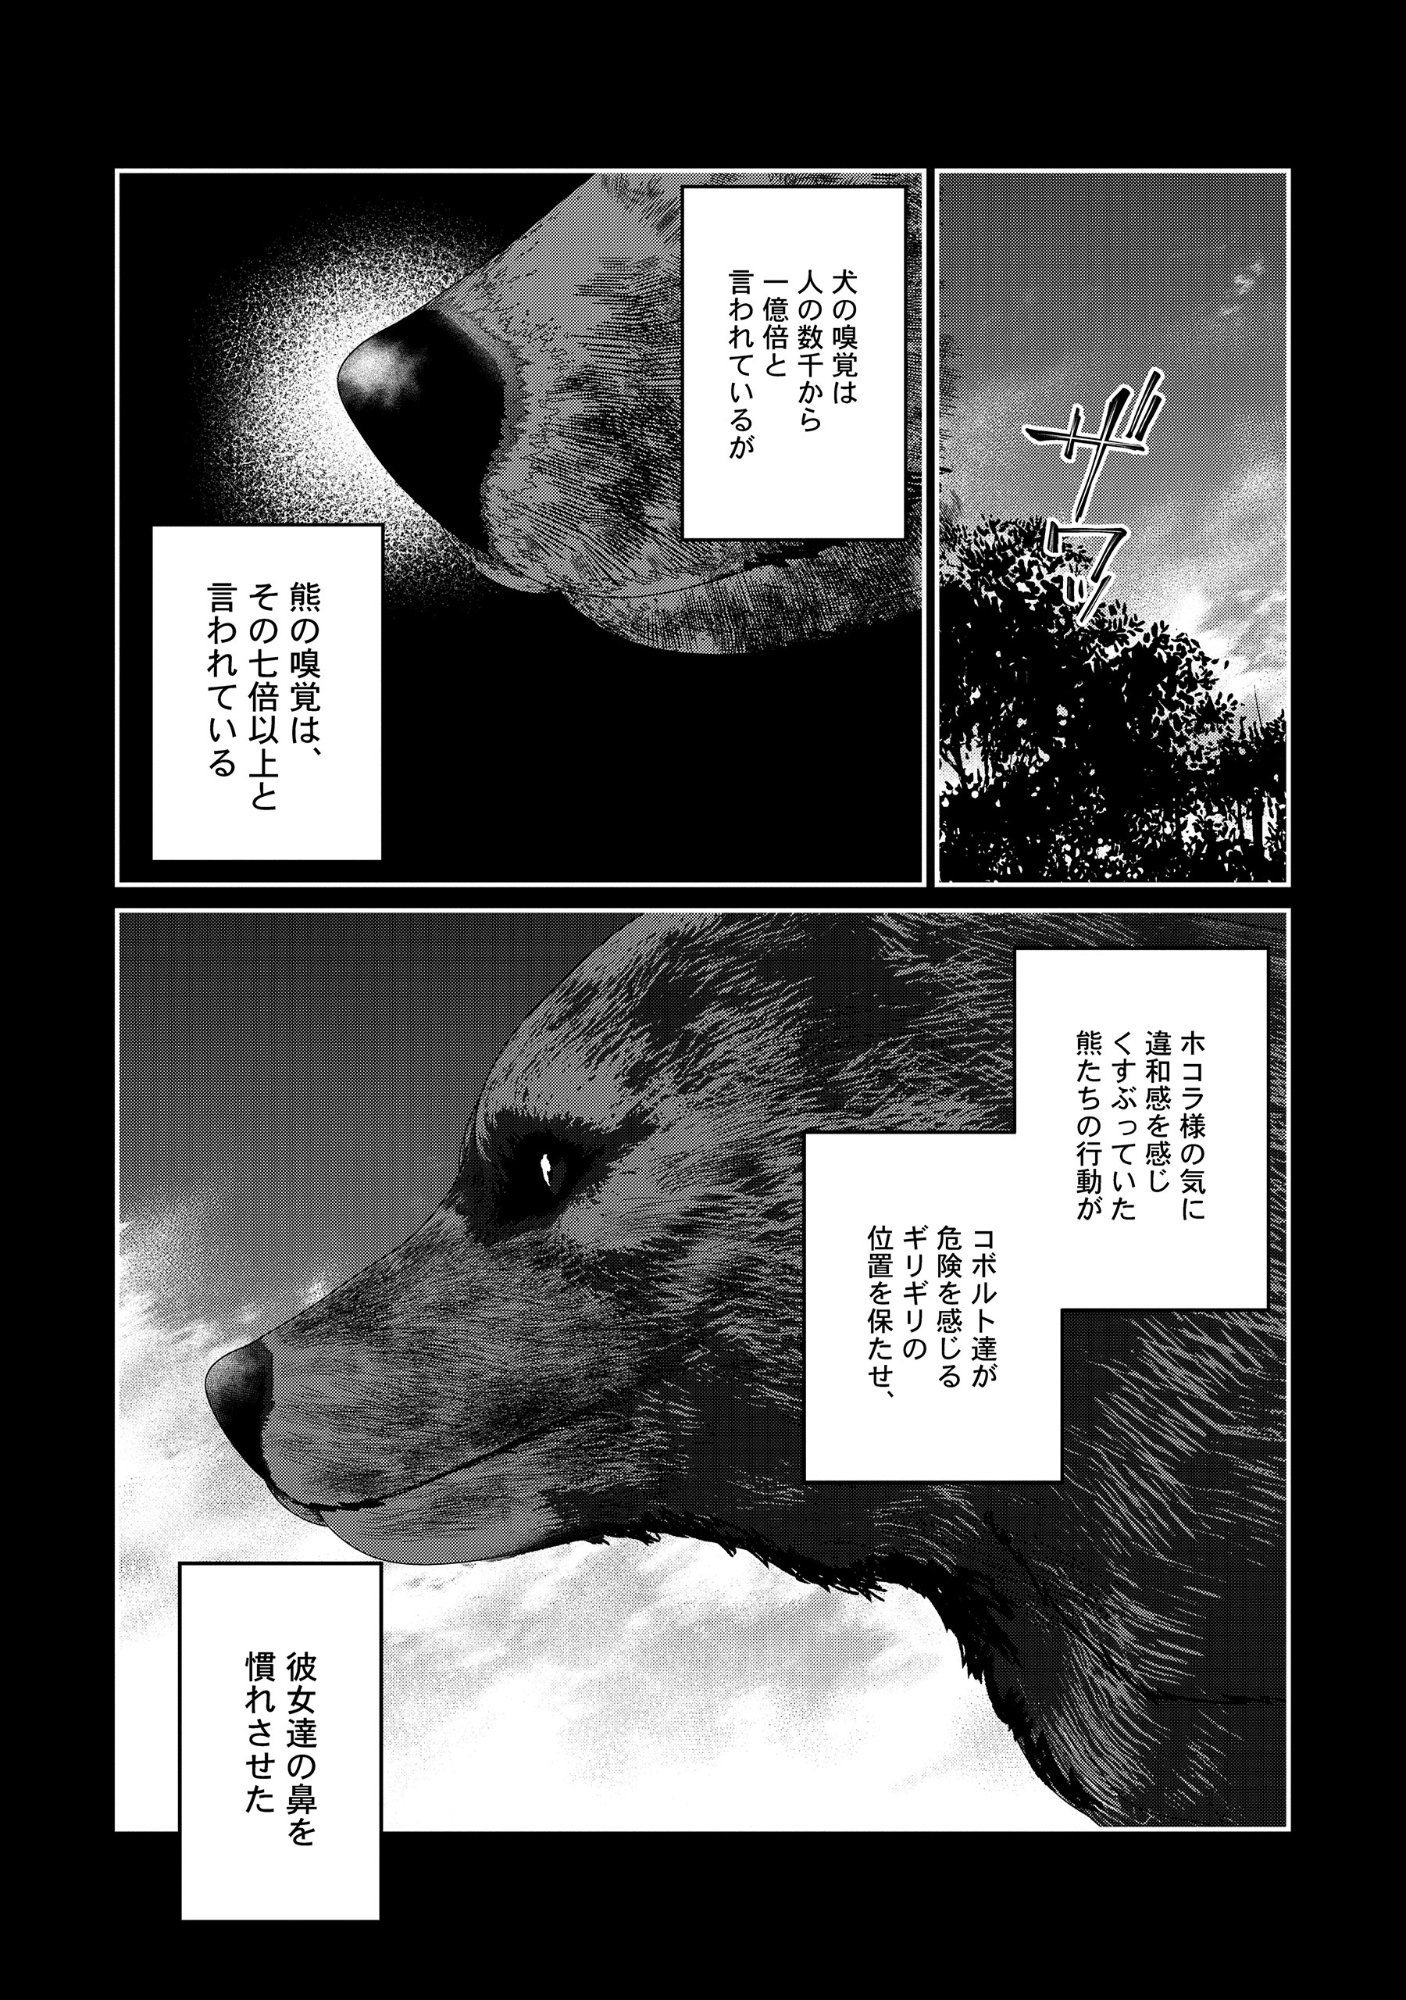 ザワッ
犬の嗅覚は
人の数千から
一億倍と
言われているが
熊の嗅覚は、
その七倍以上と
言われている
ホコラ様の気に
違和感を感じ
くすぶっていた
熊たちの行動が
コボルト達が
危険を感じる
ギリギリの
位置を保たせ、
彼女達の鼻を
慣れさせた